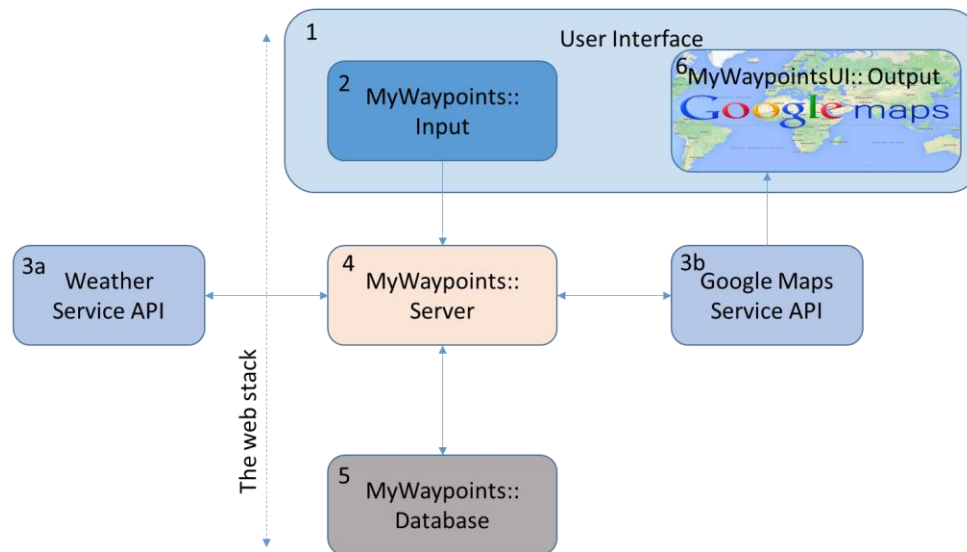 1
User Interface
2
MyWaypoints::
Input
6
MyWaypointsUI:: Output
Google maps
3a
Weather
Service API
4
MyWaypoints::
Server
3b
Google Maps
Service API
The web stack
5
MyWaypoints::
Database